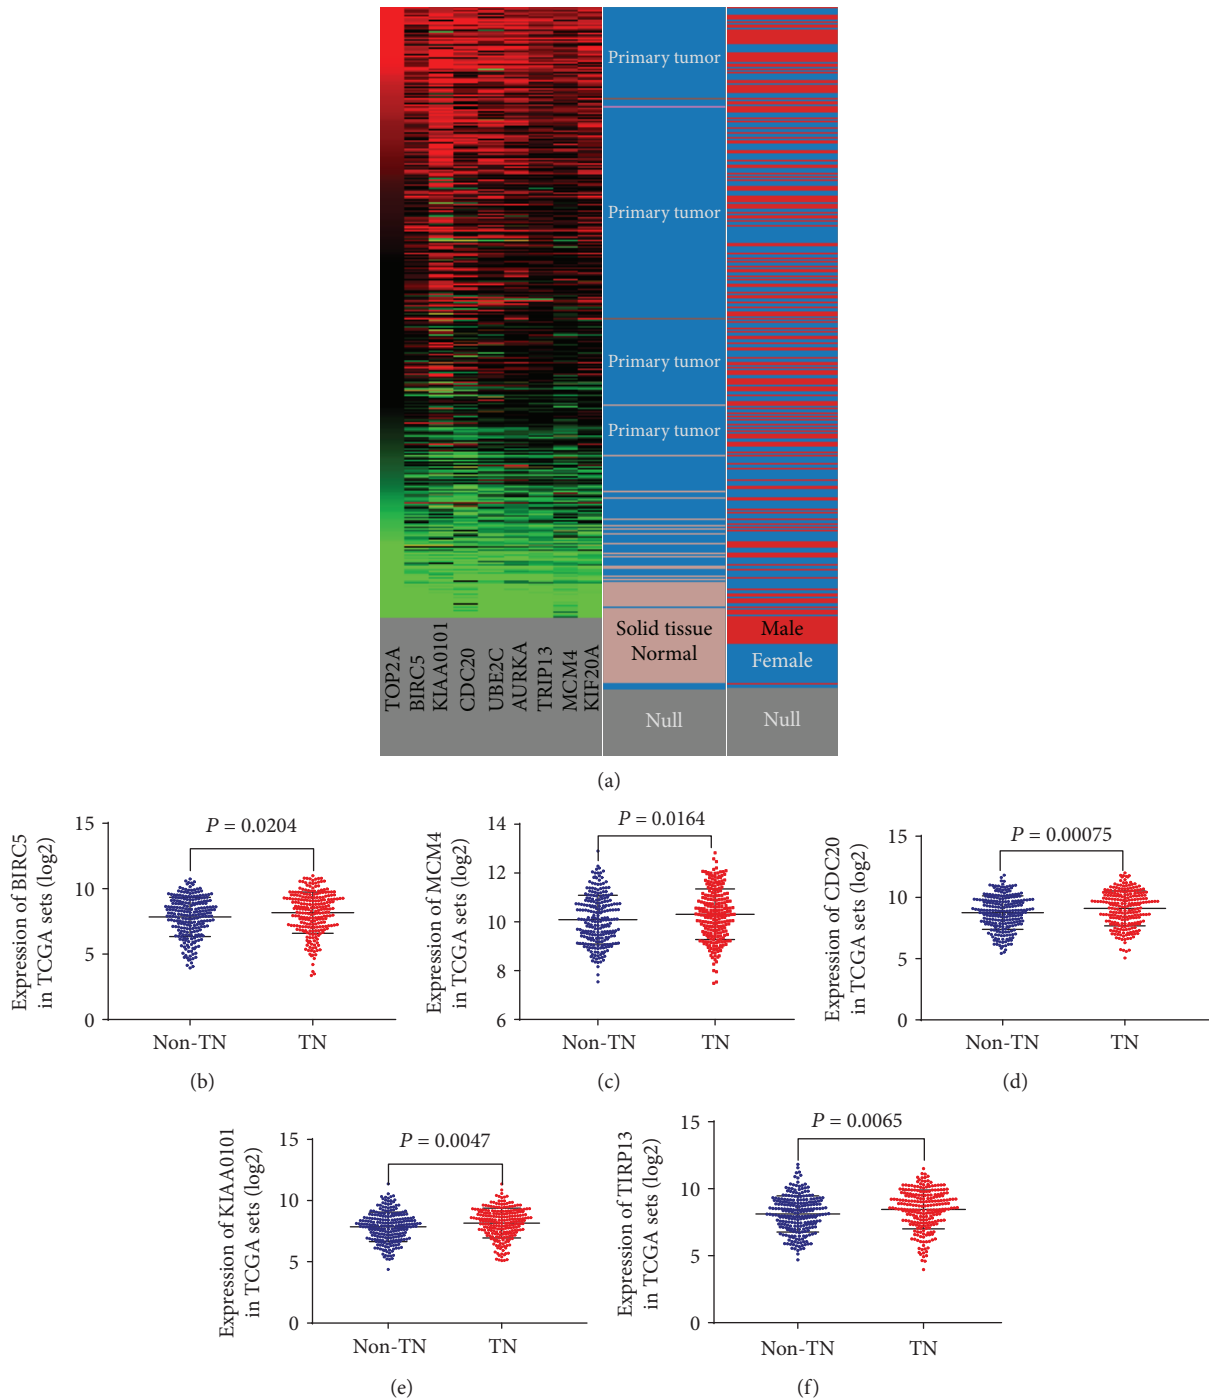 Primary tumor
Primary tumor
Primary tumor
Primary tumor
Solid tissue
Normal
Null
Male
Female
Null
TOP2A
BIRC5
KIAA0101
CDC20
UBE2C
AURKA
TRIP13
MCM4
KIF20A
(a)
Expression of BIRC5
in TCGA sets (log2)
15
10
5
0
P = 0.0204
Non-TN
TN
(b)
Expression of MCM4
in TCGA sets (log2)
14
12
10
8
6
P = 0.0164
Non-TN
TN
(c)
Expression of CDC20
in TCGA sets (log2)
15
10
5
0
P = 0.00075
Non-TN
TN
(d)
Expression of KIAA0101
in TCGA sets (log2)
15
10
5
0
P = 0.0047
Non-TN
TN
(e)
Expression of TIRP13
in TCGA sets (log2)
15
10
5
0
P = 0.0065
Non-TN
TN
(f)